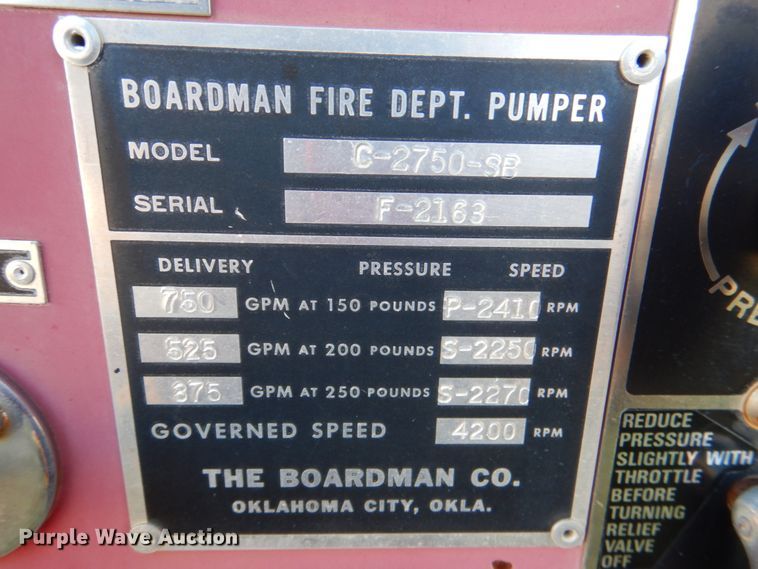 BOARDMAN FIRE DEPT. PUMPER
MODEL C-2750-SB
SERIAL F-2163
DELIVERY PRESSURE SPEED
750 GPM AT 150 POUNDS P-2410 RPM
525 GPM AT 200 POUNDS S-2250 RPM
375 GPM AT 250 POUNDS S-2270 RPM
GOVERNED SPEED 4200 RPM
THE BOARDMAN CO.
OKLAHOMA CITY, OKLA.
PRE
REDUCE
PRESSURE
SLIGHTLY WITH
THROTTLE
BEFORE
TURNING
RELIEF
VALVE
OFF
Purple Wave Auction